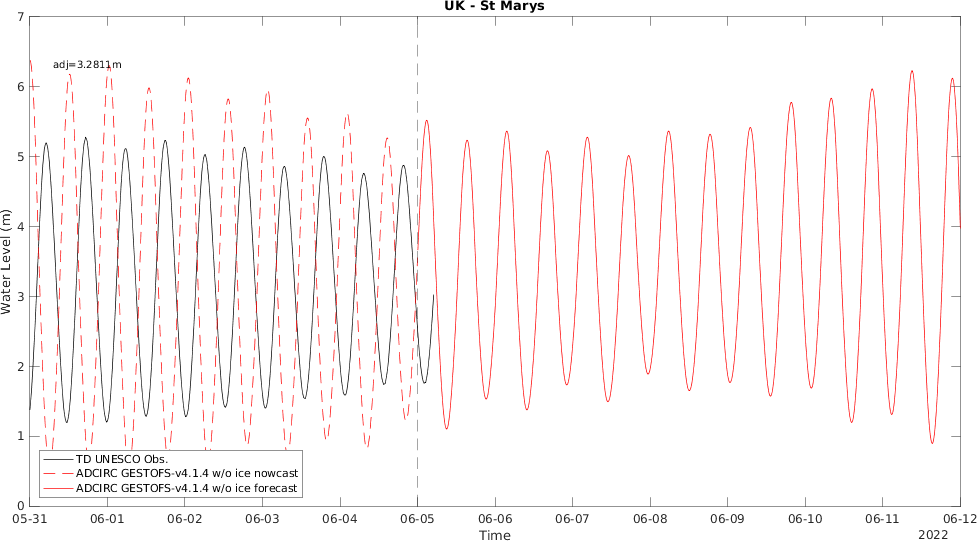 UK - St Marys
7
adj=3.2811m
6
5
4
3
2
1
0
Water Level (m)
TD UNESCO Obs.
ADCIRC GESTOFS-v4.1.4 w/o ice nowcast
ADCIRC GESTOFS-v4.1.4 w/o ice forecast
05-31 06-01 06-02 06-03 06-04 06-05 06-06 06-07 06-08 06-09 06-10 06-11 06-12
Time
2022